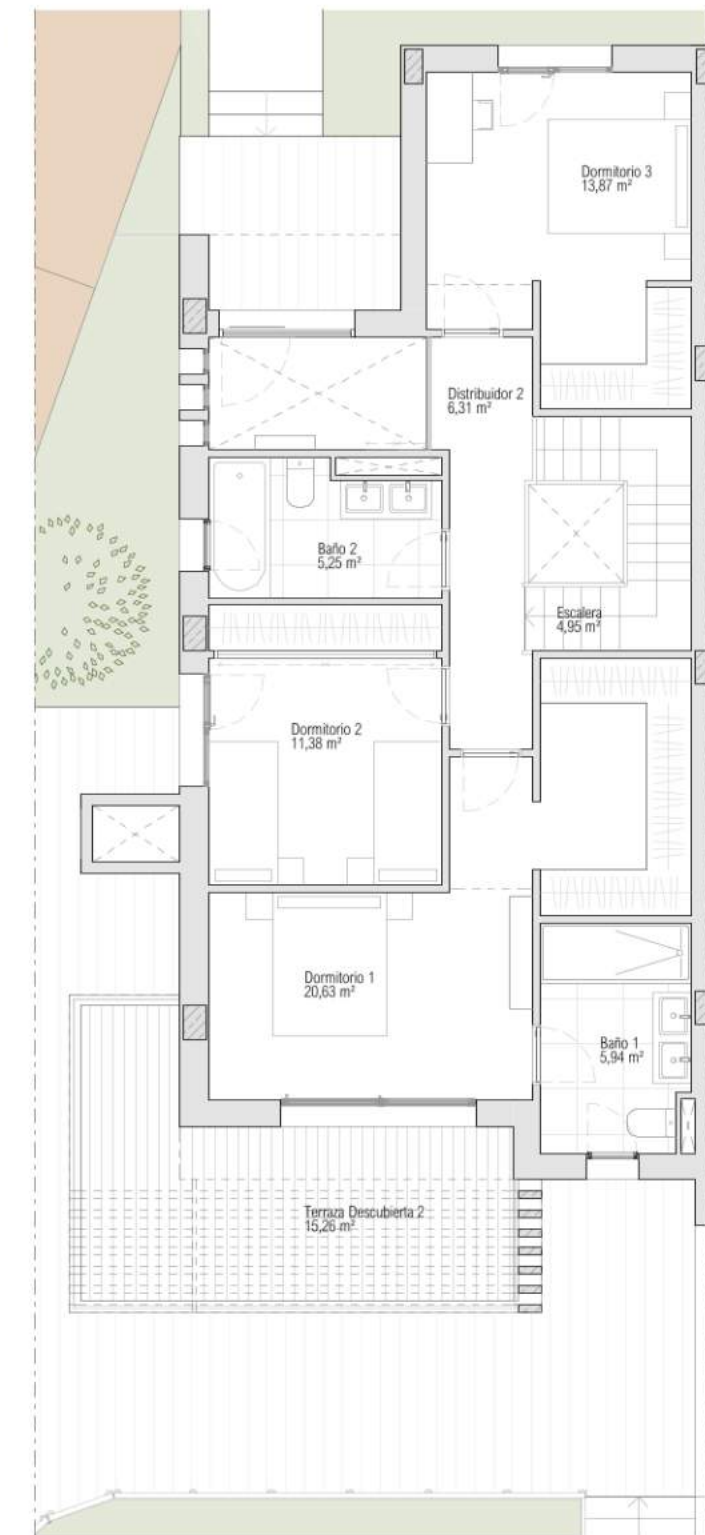 Dormitorio 3
13,87 m²
Distribuidor 2
6,31 m²
Baño 2
5,25 m²
Escalera
4,95 m²
Dormitorio 2
11,38 m²
Dormitorio 1
20,63 m²
Baño 1
5,94 m²
Terraza Descubierta 2
15,26 m²